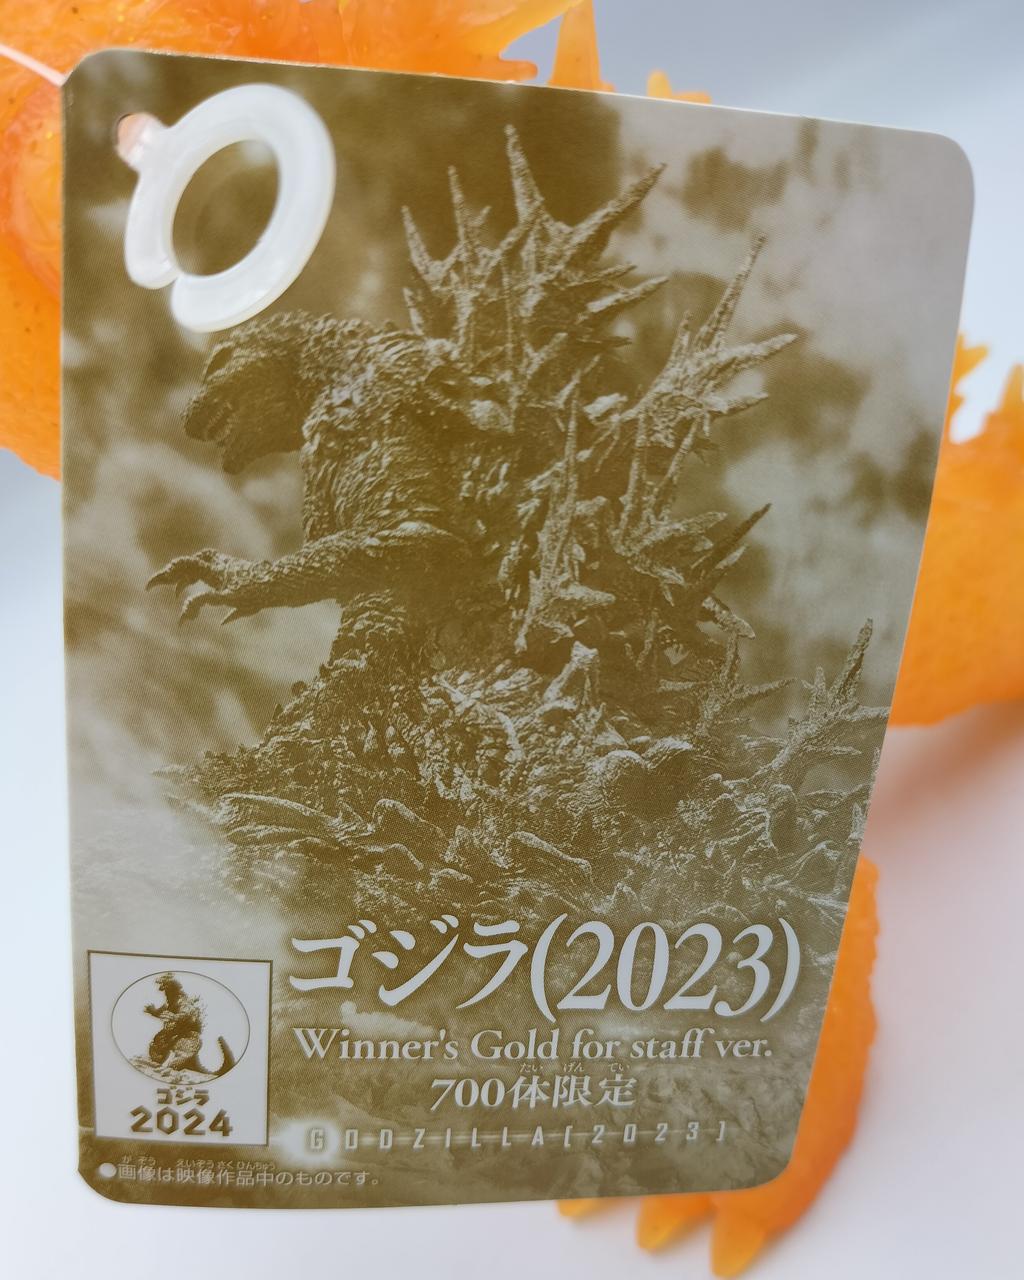 ゴジラ(2023)
Winner's Gold for staff ver.
たい げん てい
700体限定
GODZILLA[2023]
ゴジラ
2024
が ぞう えいぞう さく ひんちゅう
●画像は映像作品中のものです。